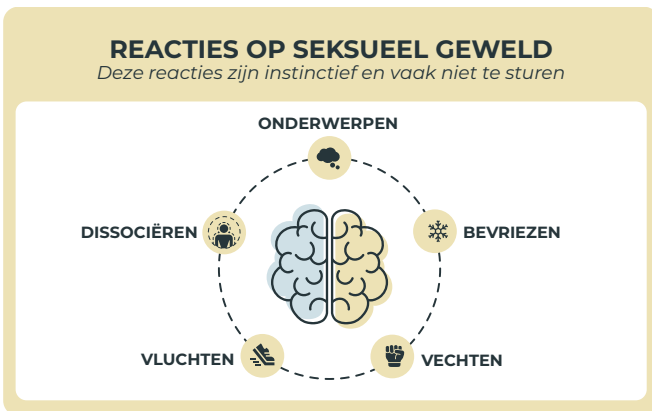 REACTIES OP SEKSUEEL GEWELD
Deze reacties zijn instinctief en vaak niet te sturen
ONDERWERPEN
DISSOCIËREN
BEVRIEZEN
VLUCHTEN
VECHTEN